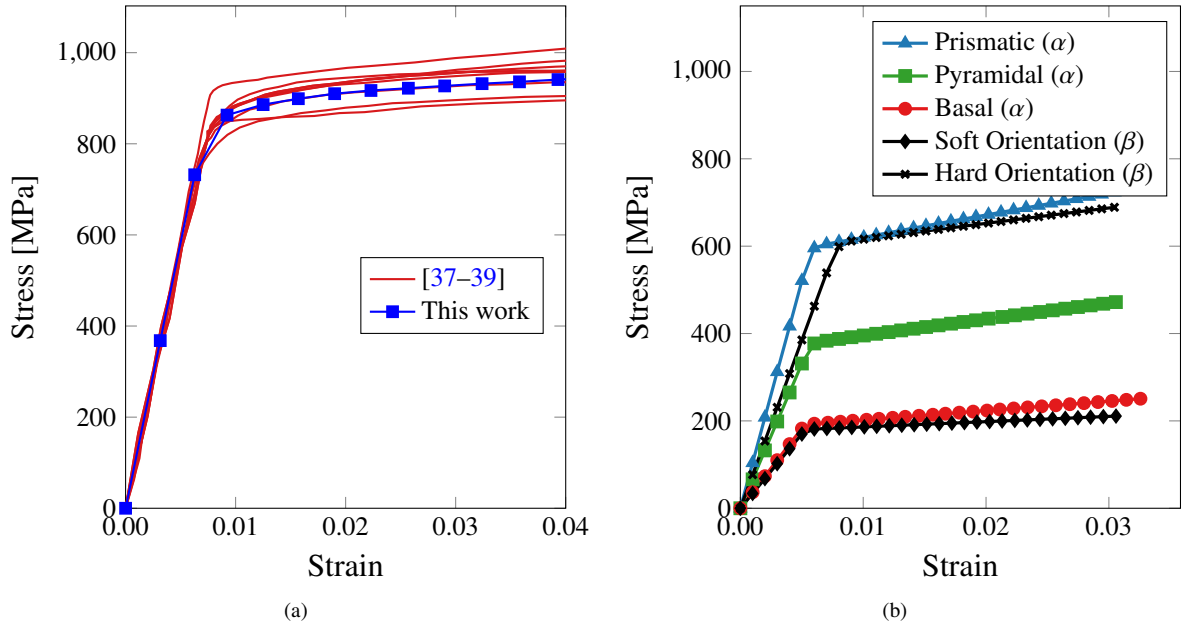 1,000
800
600
400
200
0
0.00 0.01 0.02 0.03 0.04
Stress [MPa]
Strain
[37–39]
This work
(a)
1,000
800
600
400
200
0
0.00 0.01 0.02 0.03
Stress [MPa]
Strain
Prismatic (α)
Pyramidal (α)
Basal (α)
Soft Orientation (β)
Hard Orientation (β)
(b)